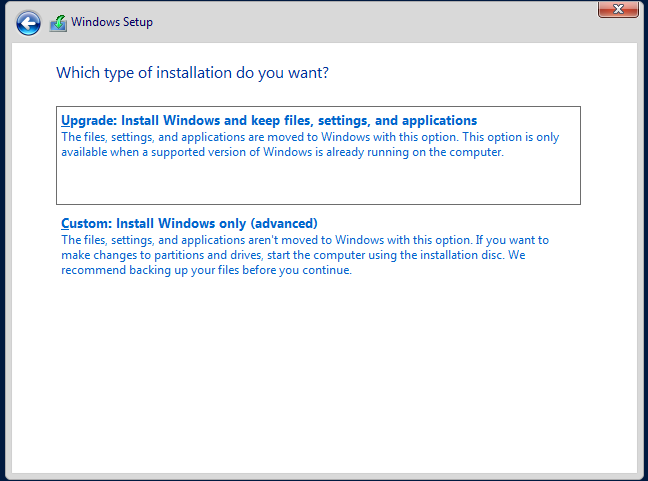 Windows Setup
Which type of installation do you want?
Upgrade: Install Windows and keep files, settings, and applications
The files, settings, and applications are moved to Windows with this option. This option is only
available when a supported version of Windows is already running on the computer.
Custom: Install Windows only (advanced)
The files, settings, and applications aren't moved to Windows with this option. If you want to
make changes to partitions and drives, start the computer using the installation disc. We
recommend backing up your files before you continue.